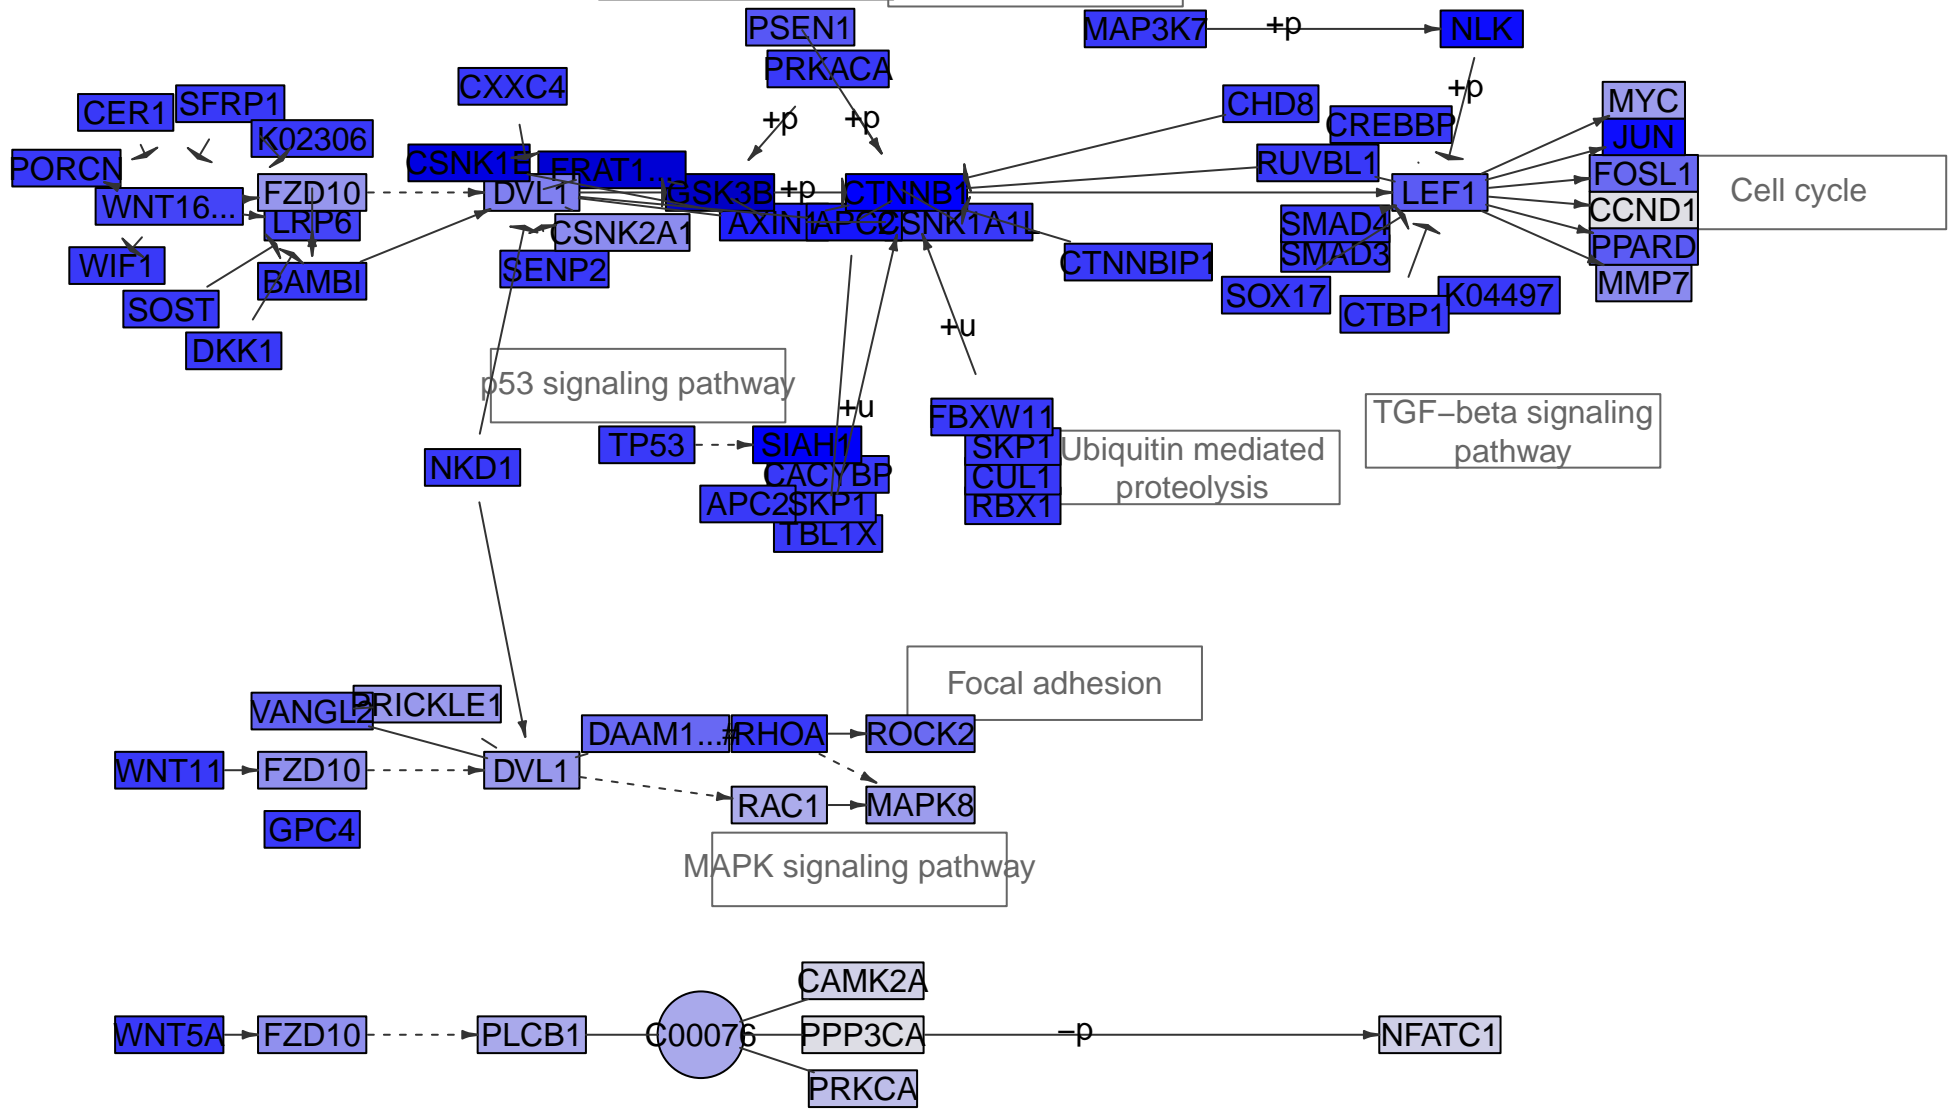 PSEN1
MAP3K7
+p
NLK
PRKACA
CXXC4
+p
CER1
SFRP1
CHD8
MYC
+p
+p
CREBBP
JUN
K02306
PORCN
CSNK1E
FRAT1...
RUVBL1
FOSL1
Cell cycle
FZD10
DVL1
GSK3B
+p
CTNNB1
LEF1
WNT16...
CCND1
LRP6
CSNK2A1
AXIN1
APC2
CSNK1A1L
SMAD4
PPARD
SMAD3
WIF1
SENP2
CTNNBIP1
BAMBI
MMP7
SOST
SOX17
K04497
CTBP1
DKK1
+u
p53 signaling pathway
+u
FBXW11
TGF−beta signaling
pathway
TP53
SIAH1
SKP1
Ubiquitin mediated
proteolysis
NKD1
CACYBP
CUL1
APC2
SKP1
RBX1
TBL1X
Focal adhesion
PRICKLE1
VANGL2
DAAM1...#
RHOA
ROCK2
WNT11
FZD10
DVL1
RAC1
MAPK8
GPC4
MAPK signaling pathway
CAMK2A
WNT5A
FZD10
PLCB1
C00076
PPP3CA
−p
NFATC1
PRKCA